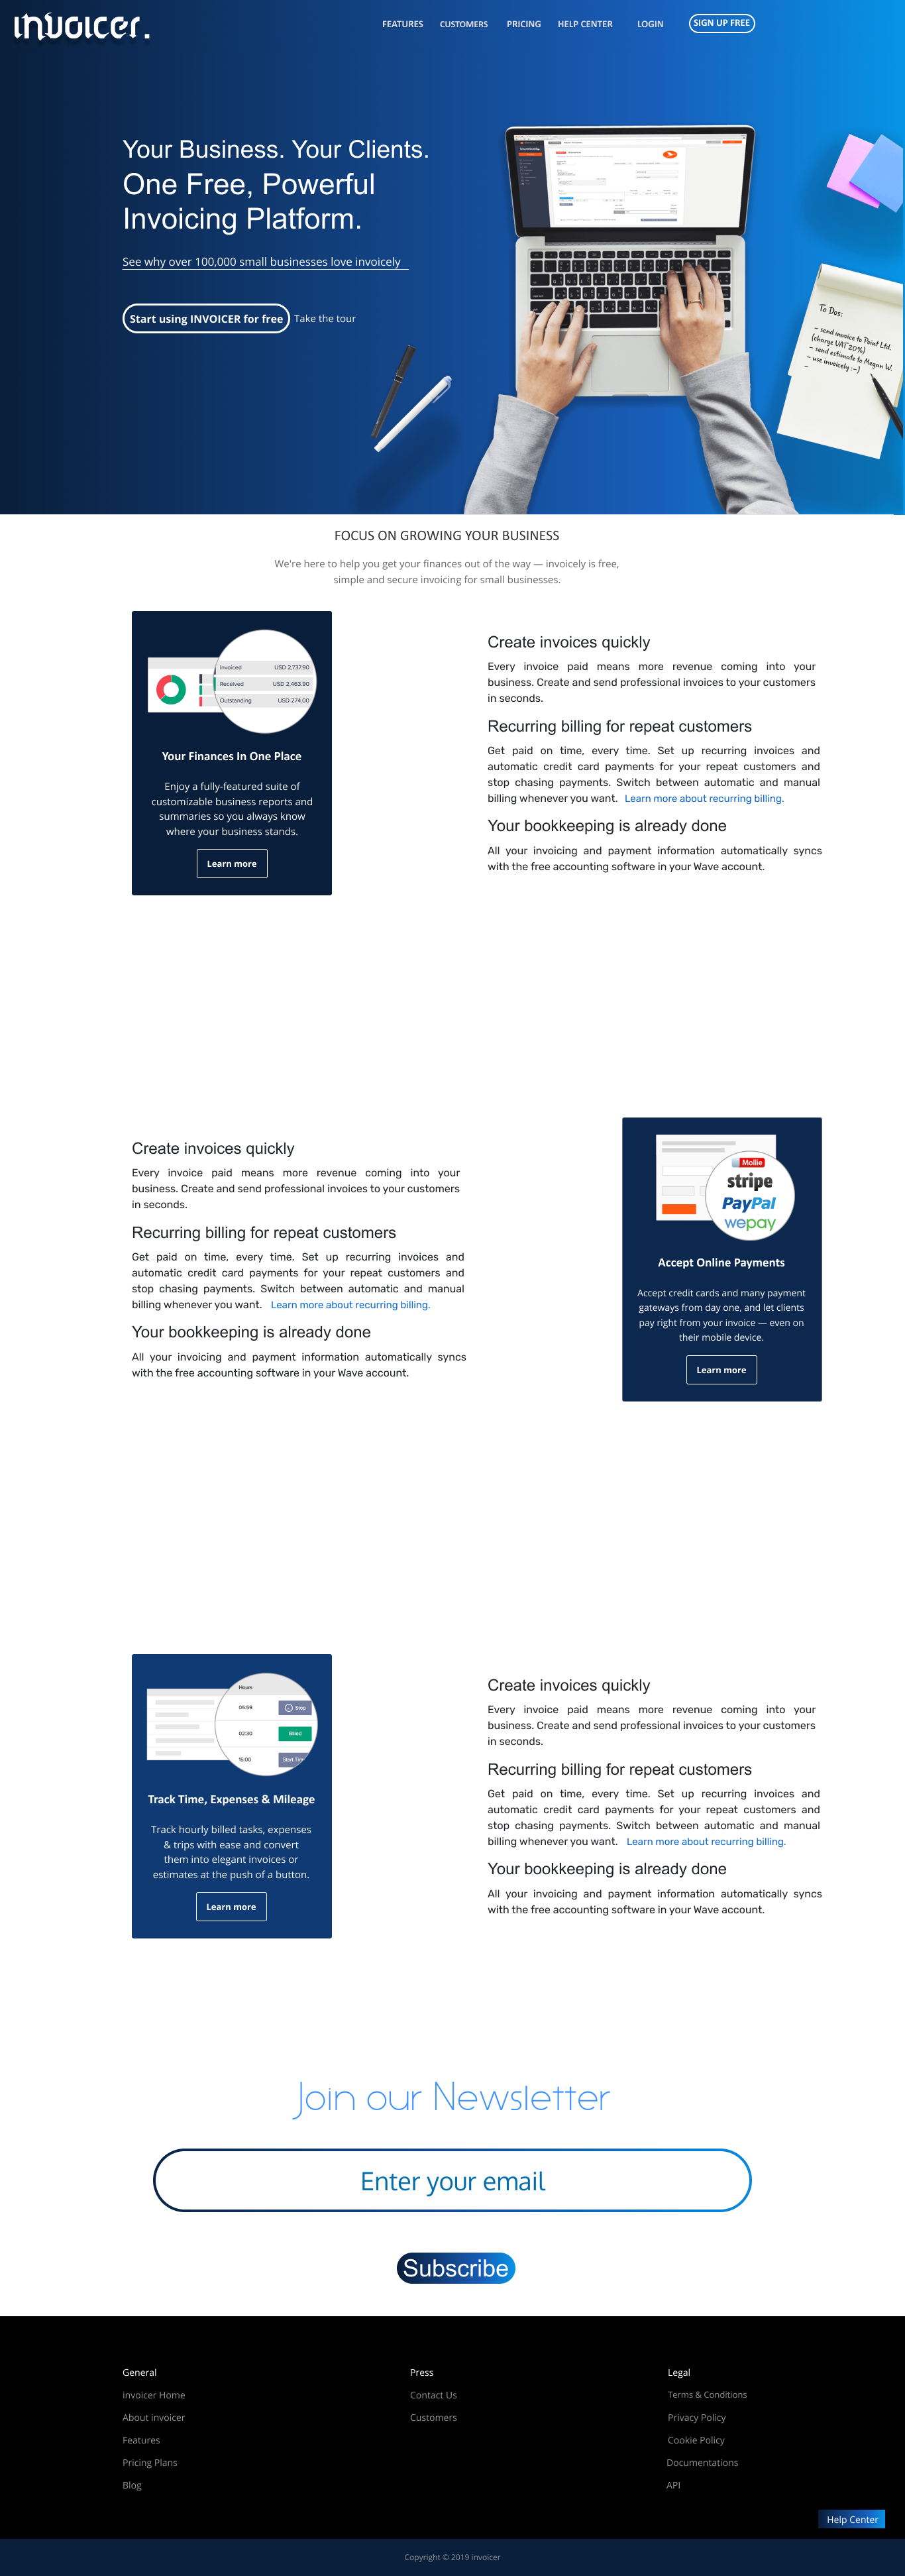 invoicer.
FEATURES CUSTOMERS PRICING HELP CENTER LOGIN SIGN UP FREE
Your Business. Your Clients.
One Free, Powerful
Invoicing Platform.
See why over 100,000 small businesses love invoicely
Start using INVOICER for free Take the tour
To Dos:
– send invoice to Point Ltd.
(charge VAT 20%)
– send estimate to Megan W.
– use invoicely :-)
–
FOCUS ON GROWING YOUR BUSINESS
We're here to help you get your finances out of the way — invoicely is free,
simple and secure invoicing for small businesses.
Invoiced USD 2,737.90
Received USD 2,463.90
Outstanding USD 274.00
Your Finances In One Place
Enjoy a fully-featured suite of
customizable business reports and
summaries so you always know
where your business stands.
Learn more
Create invoices quickly
Every invoice paid means more revenue coming into your
business. Create and send professional invoices to your customers
in seconds.
Recurring billing for repeat customers
Get paid on time, every time. Set up recurring invoices and
automatic credit card payments for your repeat customers and
stop chasing payments. Switch between automatic and manual
billing whenever you want. Learn more about recurring billing.
Your bookkeeping is already done
All your invoicing and payment information automatically syncs
with the free accounting software in your Wave account.
Create invoices quickly
Every invoice paid means more revenue coming into your
business. Create and send professional invoices to your customers
in seconds.
Recurring billing for repeat customers
Get paid on time, every time. Set up recurring invoices and
automatic credit card payments for your repeat customers and
stop chasing payments. Switch between automatic and manual
billing whenever you want. Learn more about recurring billing.
Your bookkeeping is already done
All your invoicing and payment information automatically syncs
with the free accounting software in your Wave account.
Mollie
stripe
PayPal
wepay
Accept Online Payments
Accept credit cards and many payment
gateways from day one, and let clients
pay right from your invoice — even on
their mobile device.
Learn more
Hours
05:59 Stop
02:30 Billed
15:00 Start Tim
Track Time, Expenses & Mileage
Track hourly billed tasks, expenses
& trips with ease and convert
them into elegant invoices or
estimates at the push of a button.
Learn more
Create invoices quickly
Every invoice paid means more revenue coming into your
business. Create and send professional invoices to your customers
in seconds.
Recurring billing for repeat customers
Get paid on time, every time. Set up recurring invoices and
automatic credit card payments for your repeat customers and
stop chasing payments. Switch between automatic and manual
billing whenever you want. Learn more about recurring billing.
Your bookkeeping is already done
All your invoicing and payment information automatically syncs
with the free accounting software in your Wave account.
Join our Newsletter
Enter your email
Subscribe
General
invoicer Home
About invoicer
Features
Pricing Plans
Blog
Press
Contact Us
Customers
Legal
Terms & Conditions
Privacy Policy
Cookie Policy
Documentations
API
Help Center
Copyright © 2019 invoicer